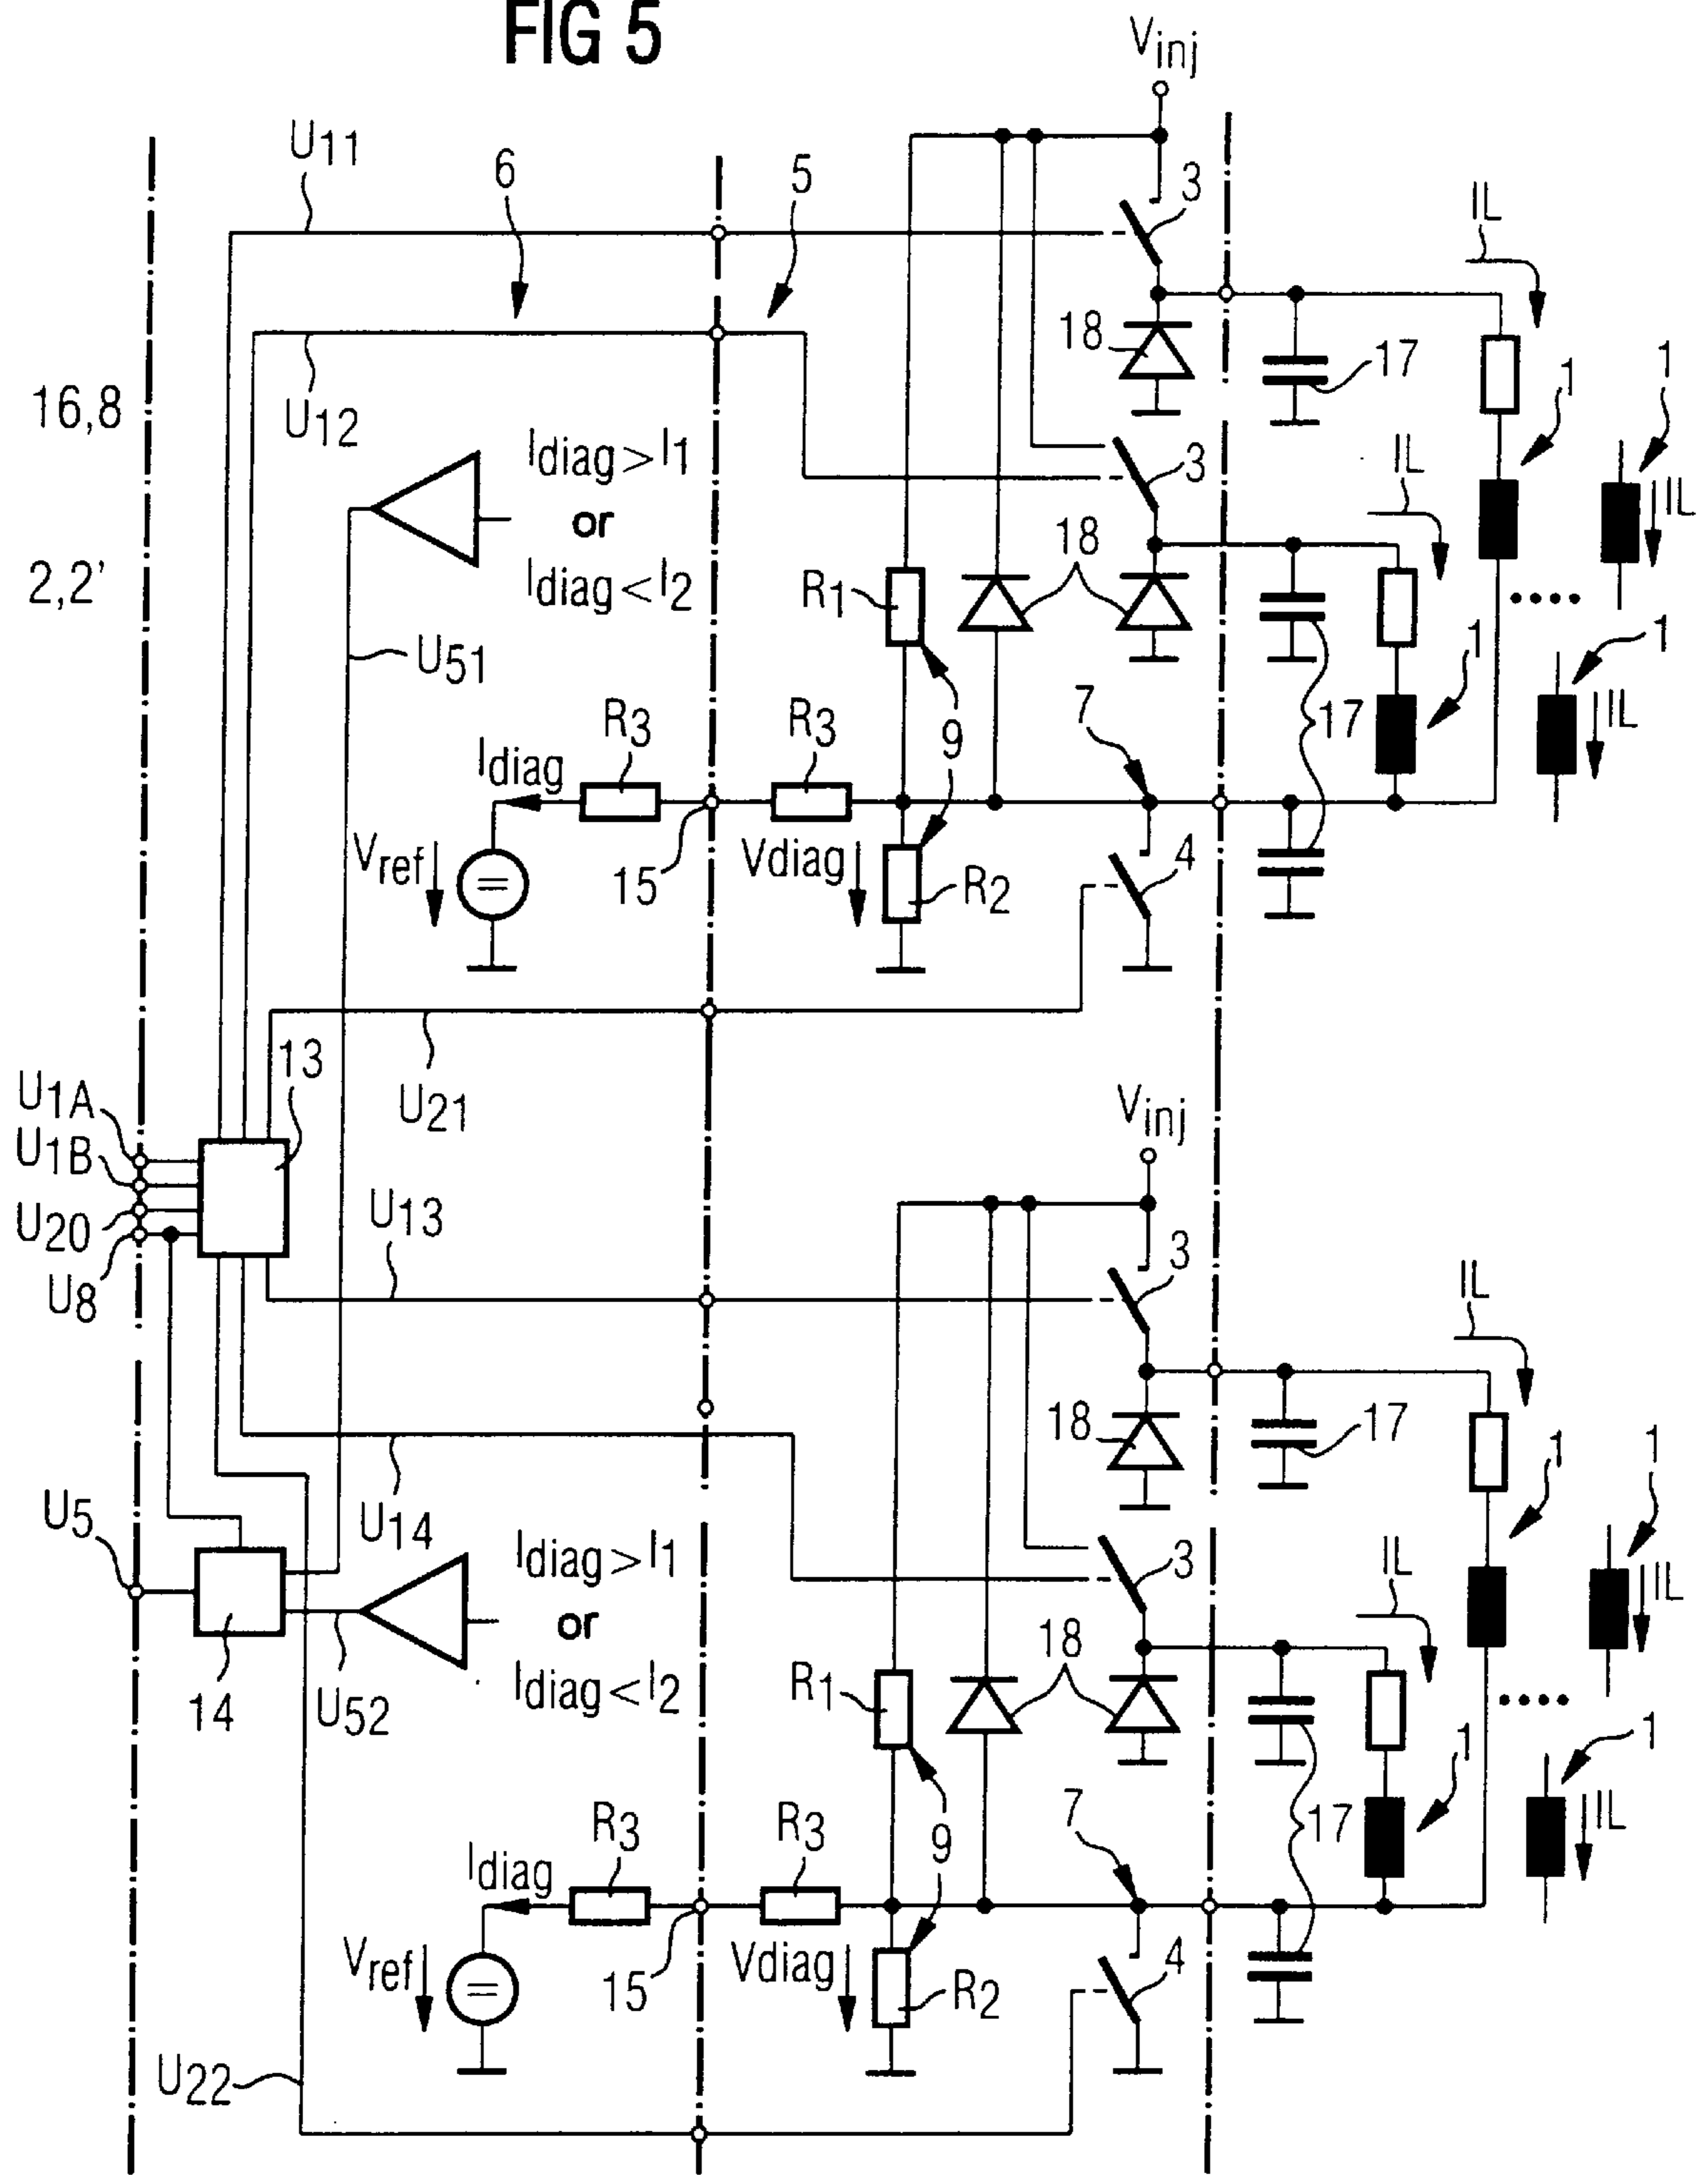 FIG 5
Vinj
U11
6
5
3
IL
18
17
1
1
16,8
U12
Idiag>I1
or
Idiag<I2
3
IL
IL
2,2'
R1
18
....
1
U51
1
IL
R3
R3
9
7
17
Idiag
Vref
15
Vdiag
R2
4
13
U21
U1A
U1B
U20
U8
Vinj
U13
3
IL
18
17
1
1
U5
U14
Idiag>I1
or
Idiag<I2
3
IL
IL
14
U52
R1
18
....
1
1
IL
R3
R3
9
7
17
Idiag
Vref
15
Vdiag
R2
4
U22